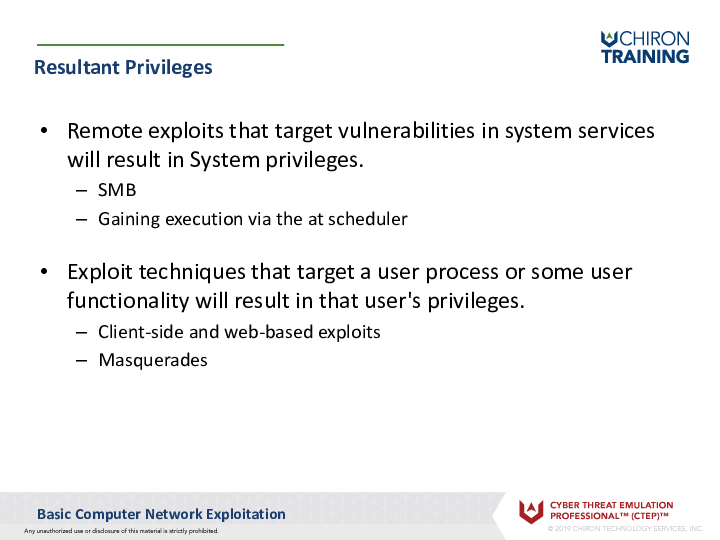 CHIRON
TRAINING
Resultant Privileges
• Remote exploits that target vulnerabilities in system services
will result in System privileges.
– SMB
– Gaining execution via the at scheduler
• Exploit techniques that target a user process or some user
functionality will result in that user's privileges.
– Client-side and web-based exploits
– Masquerades
Basic Computer Network Exploitation
Any unauthorized use or disclosure of this material is strictly prohibited.
CYBER THREAT EMULATION
PROFESSIONAL™ (CTEP)™
© 2019 CHIRON TECHNOLOGY SERVICES, INC.